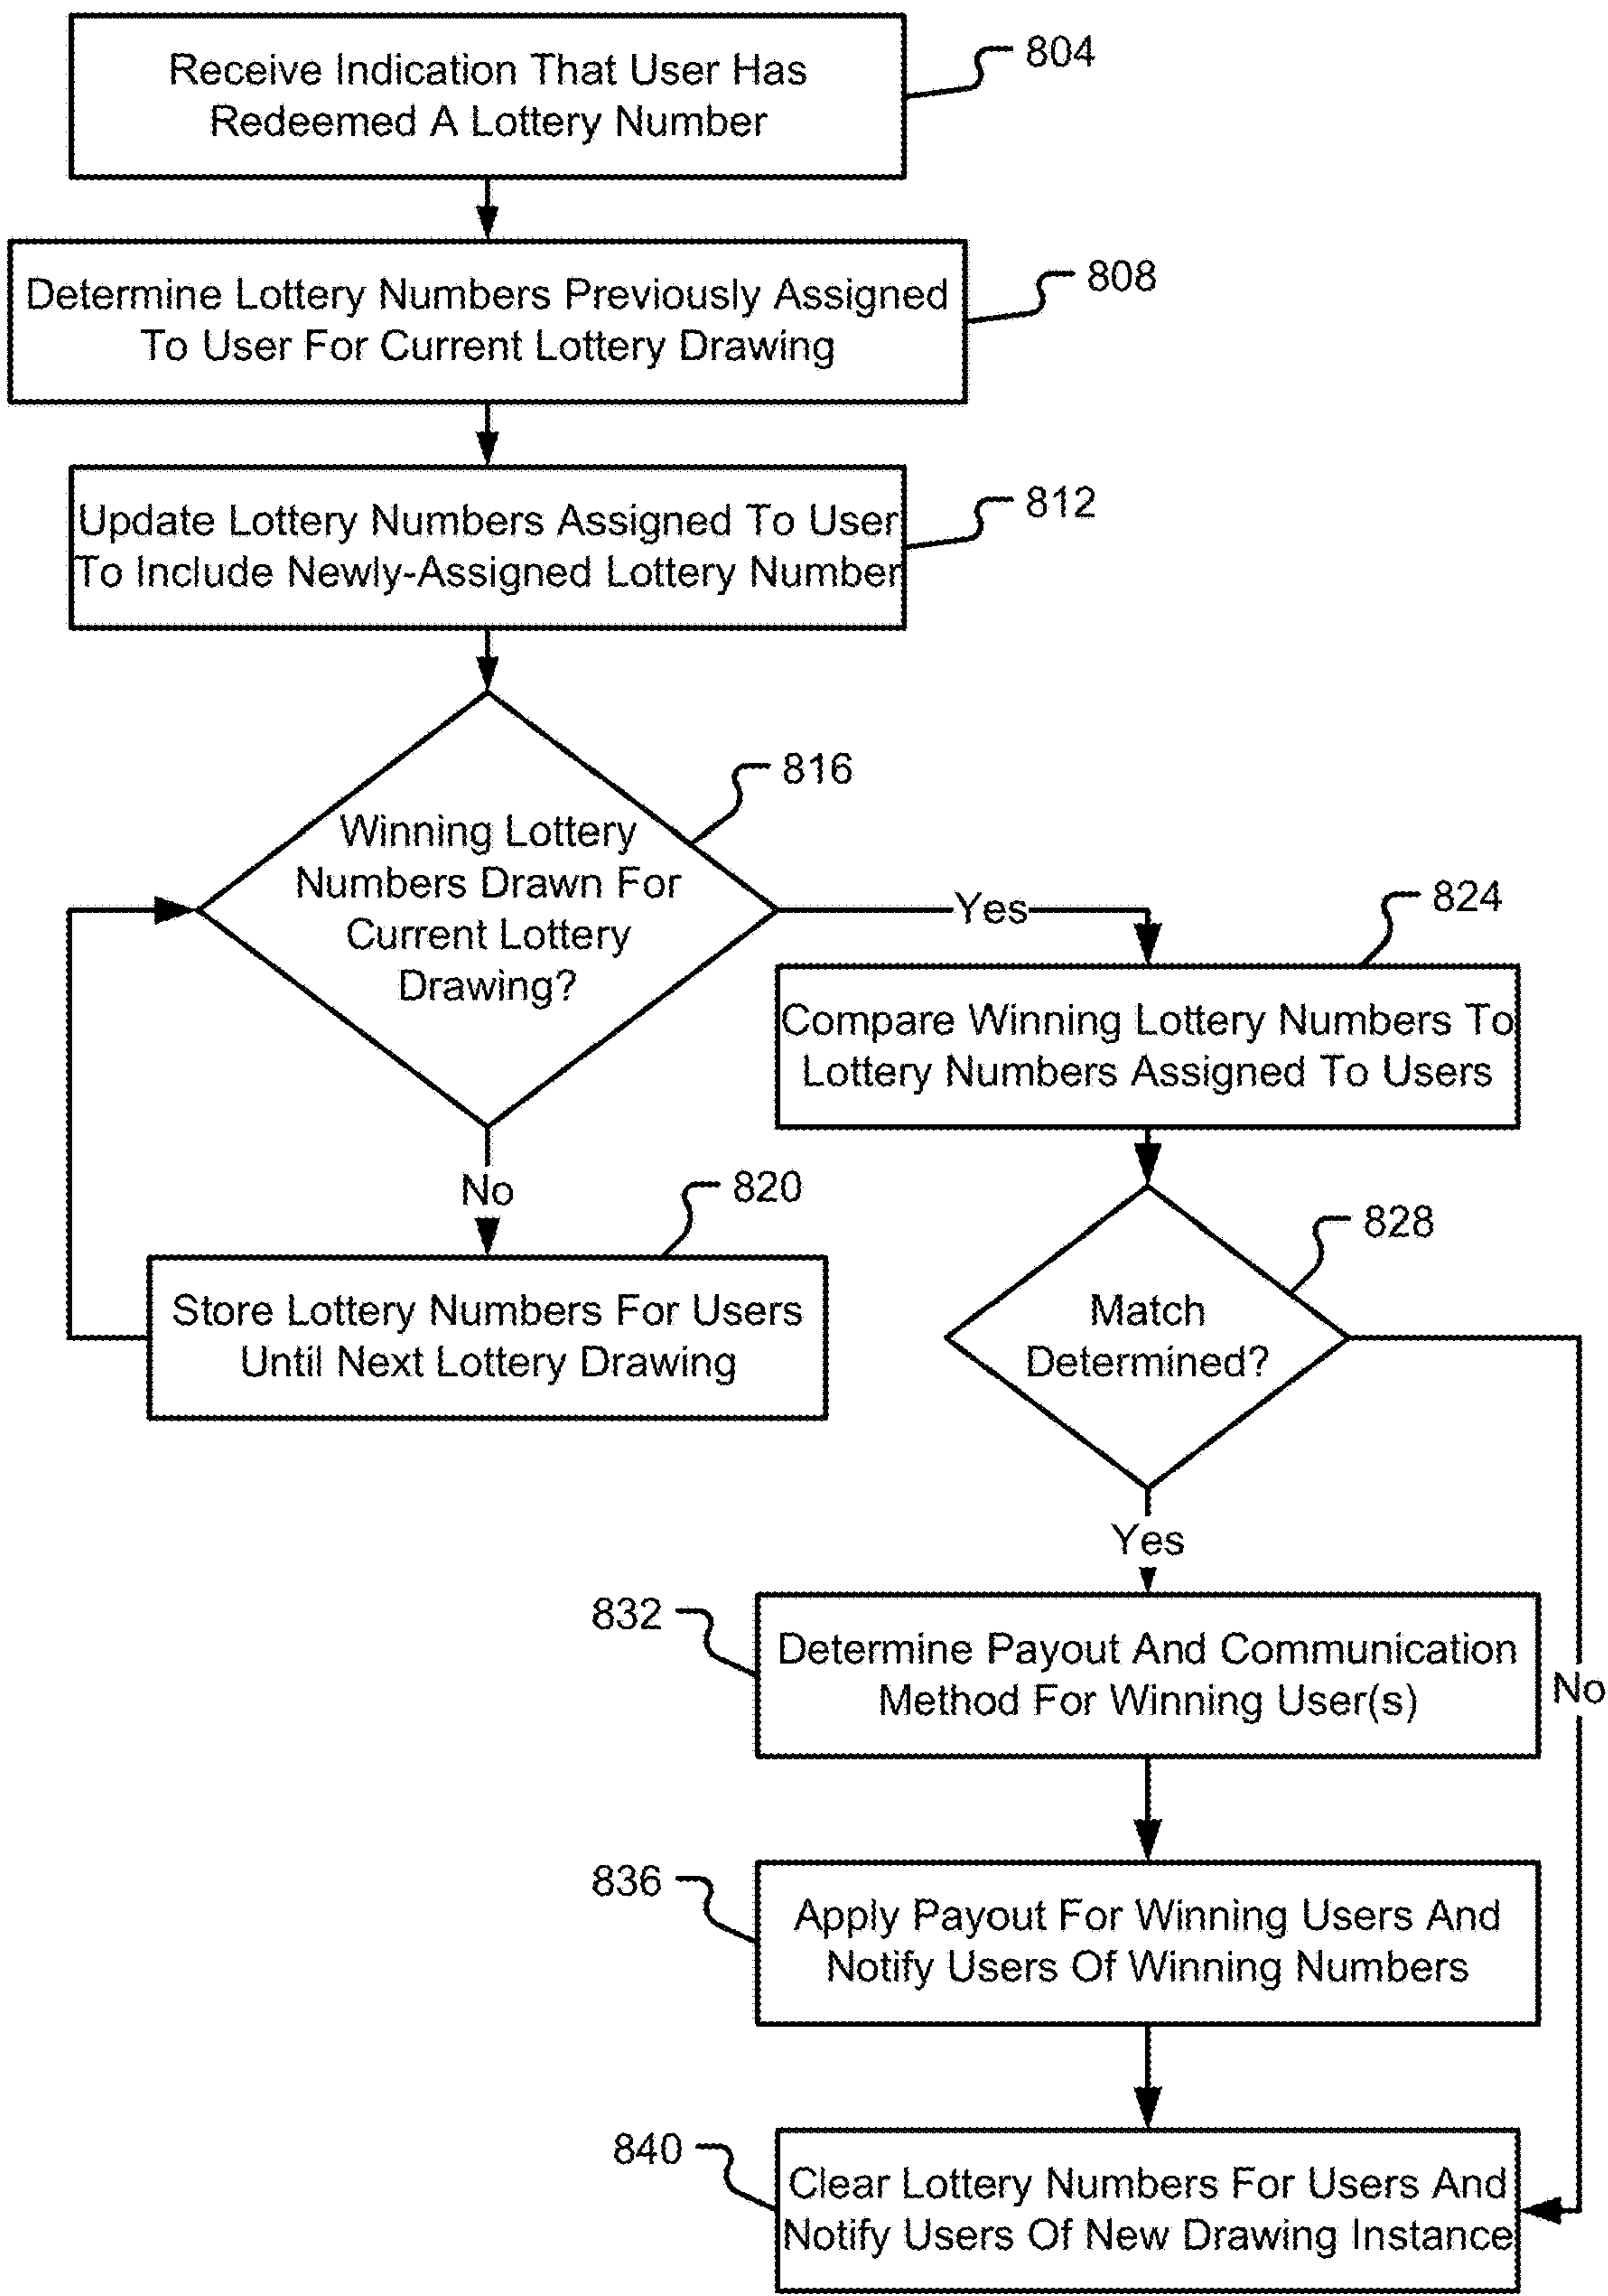 Receive Indication That User Has
Redeemed A Lottery Number
804
Determine Lottery Numbers Previously Assigned
To User For Current Lottery Drawing
808
Update Lottery Numbers Assigned To User
To Include Newly-Assigned Lottery Number
812
Winning Lottery
Numbers Drawn For
Current Lottery
Drawing?
816
Yes
No
Store Lottery Numbers For Users
Until Next Lottery Drawing
820
Compare Winning Lottery Numbers To
Lottery Numbers Assigned To Users
824
Match
Determined?
828
Yes
No
832
Determine Payout And Communication
Method For Winning User(s)
836
Apply Payout For Winning Users And
Notify Users Of Winning Numbers
840
Clear Lottery Numbers For Users And
Notify Users Of New Drawing Instance